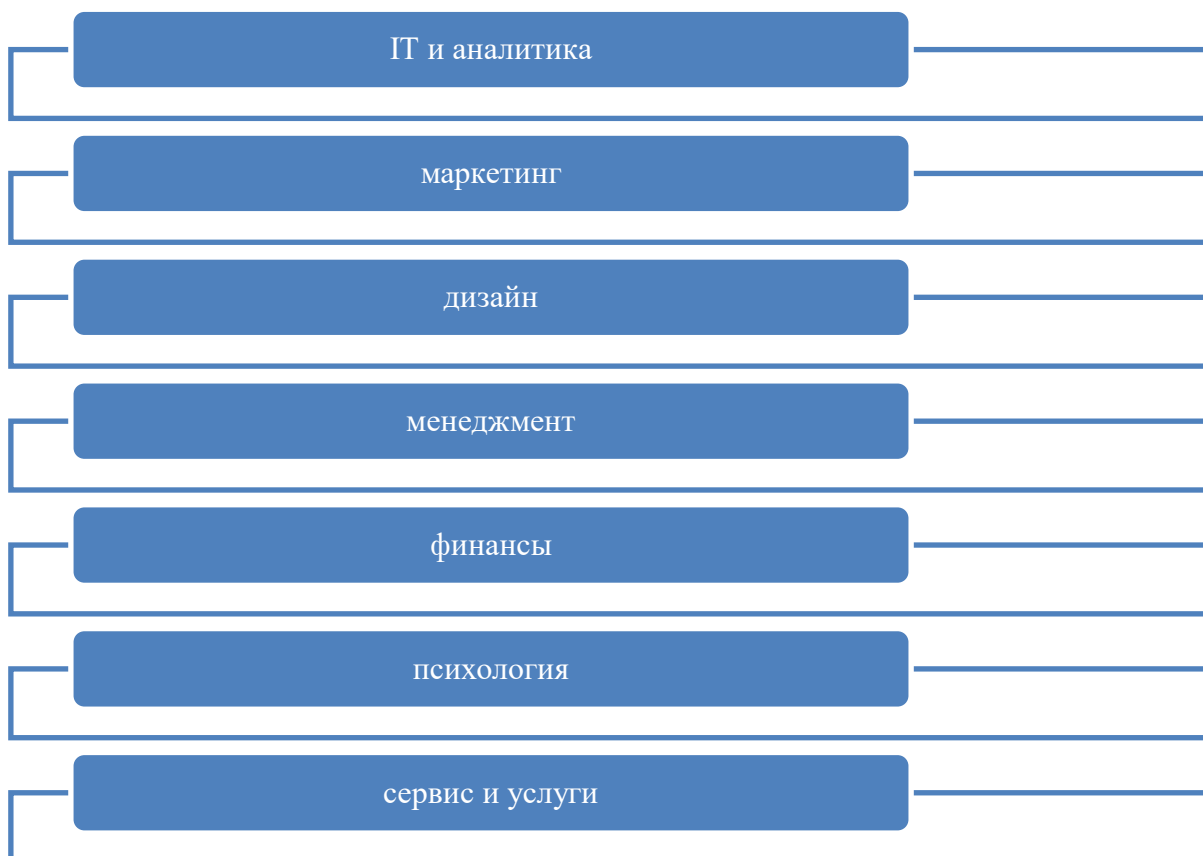 IT и аналитика
маркетинг
дизайн
менеджмент
финансы
психология
сервис и услуги